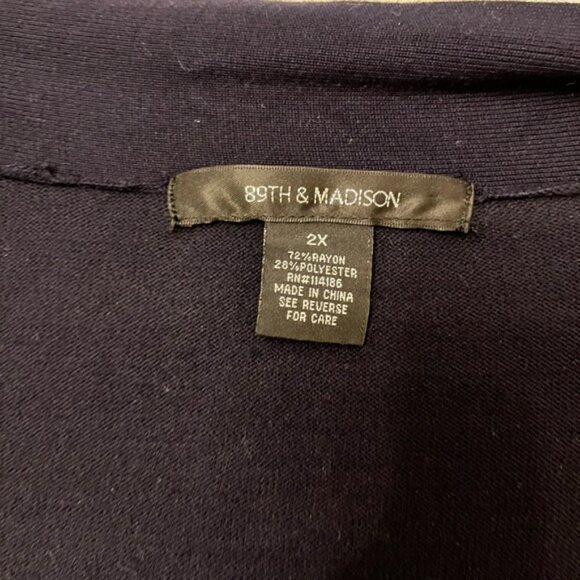 89TH & MADISON
2X
72%RAYON
28%POLYESTER
RN#114186
MADE IN CHINA
SEE REVERSE
FOR CARE